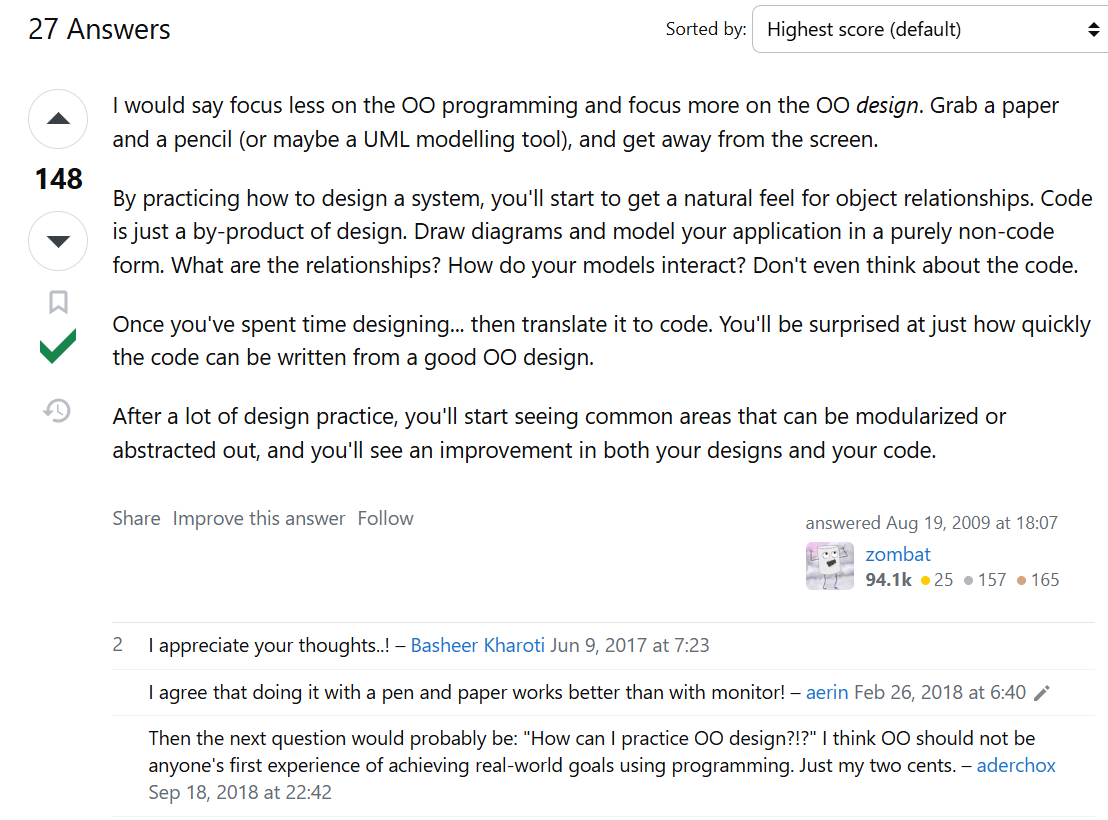 27 Answers
Sorted by: Highest score (default)
I would say focus less on the OO programming and focus more on the OO design. Grab a paper
and a pencil (or maybe a UML modelling tool), and get away from the screen.
148
By practicing how to design a system, you'll start to get a natural feel for object relationships. Code
is just a by-product of design. Draw diagrams and model your application in a purely non-code
form. What are the relationships? How do your models interact? Don't even think about the code.
Once you've spent time designing... then translate it to code. You'll be surprised at just how quickly
the code can be written from a good OO design.
After a lot of design practice, you'll start seeing common areas that can be modularized or
abstracted out, and you'll see an improvement in both your designs and your code.
Share Improve this answer Follow
answered Aug 19, 2009 at 18:07
zombat
94.1k 25 157 165
2 I appreciate your thoughts..! – Basheer Kharoti Jun 9, 2017 at 7:23
I agree that doing it with a pen and paper works better than with monitor! – aerin Feb 26, 2018 at 6:40
Then the next question would probably be: "How can I practice OO design?!?" I think OO should not be
anyone's first experience of achieving real-world goals using programming. Just my two cents. – aderchox
Sep 18, 2018 at 22:42